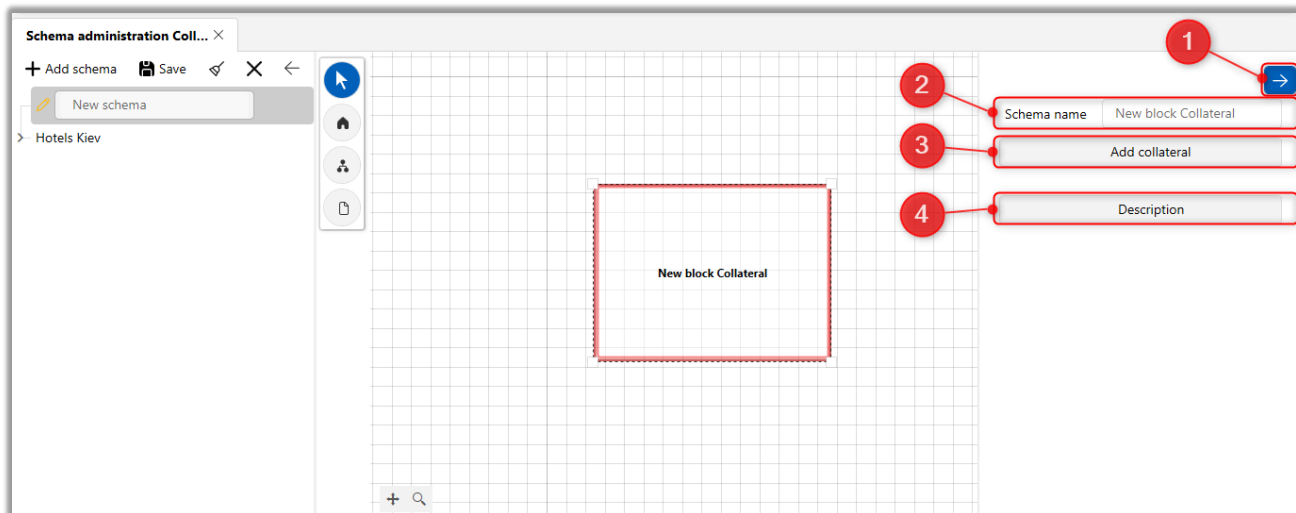 Schema administration Coll...
Add schema Save
New schema
Hotels Kiev
New block Collateral
1
2
Schema name New block Collateral
3
Add collateral
4
Description